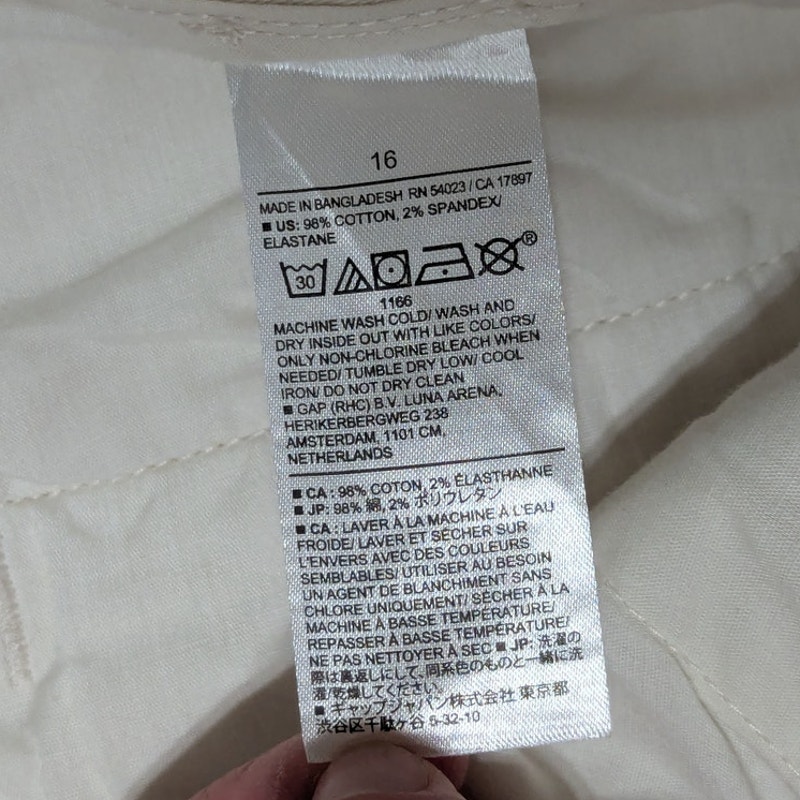 16
MADE IN BANGLADESH RN 54023 / CA 17897
■ US: 98% COTTON, 2% SPANDEX/
ELASTANE
30 ®
1166
MACHINE WASH COLD/ WASH AND
DRY INSIDE OUT WITH LIKE COLORS/
ONLY NON-CHLORINE BLEACH WHEN
NEEDED/ TUMBLE DRY LOW/ COOL
IRON/ DO NOT DRY CLEAN
■ GAP (RHC) B.V. LUNA ARENA,
HERIKERBERGWEG 238
AMSTERDAM, 1101 CM,
NETHERLANDS
■ CA : 98% COTON, 2% ÉLASTHANNE
■ JP: 98% 綿, 2% ポリウレタン
■ CA : LAVER À LA MACHINE À L'EAU
FROIDE/ LAVER ET SÉCHER SUR
L'ENVERS AVEC DES COULEURS
SEMBLABLES/ UTILISER AU BESOIN
UN AGENT DE BLANCHIMENT SANS
CHLORE UNIQUEMENT/ SÉCHER À LA
MACHINE À BASSE TEMPÉRATURE/
REPASSER À BASSE TEMPÉRATURE/
NE PAS NETTOYER À SEC ■ JP: 洗濯の
際は裏返しにして、同系色のものと一緒に洗
濯/乾燥してください。
■ ギャップジャパン株式会社 東京都
渋谷区千駄ヶ谷 5-32-10